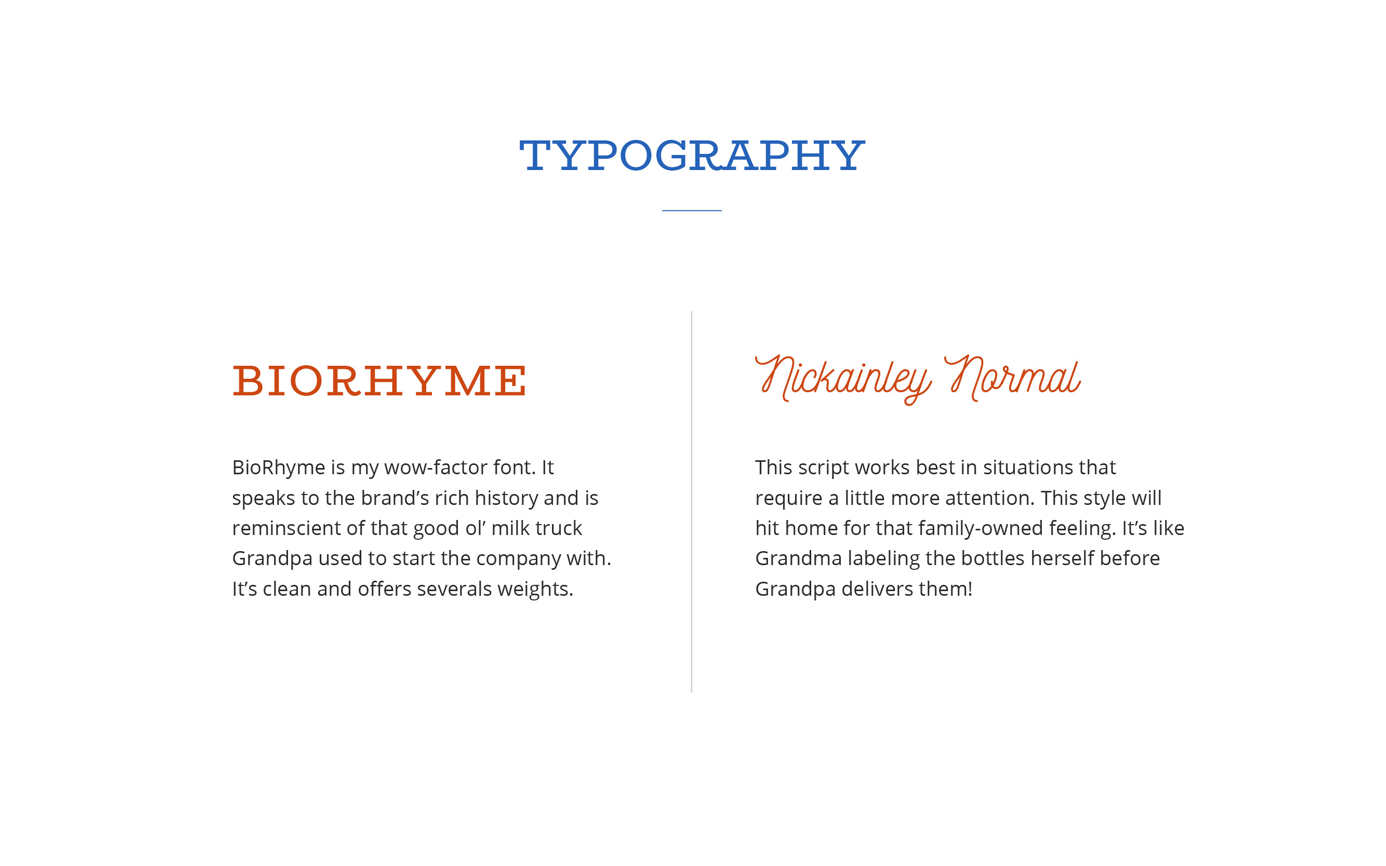 TYPOGRAPHY
BIORHYME
BioRhyme is my wow-factor font. It
speaks to the brand’s rich history and is
reminscient of that good ol’ milk truck
Grandpa used to start the company with.
It’s clean and offers severals weights.
Nickainley Normal
This script works best in situations that
require a little more attention. This style will
hit home for that family-owned feeling. It’s like
Grandma labeling the bottles herself before
Grandpa delivers them!